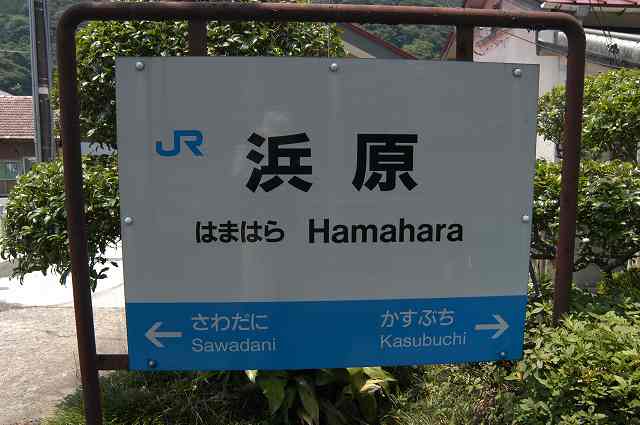 JR 浜原
はまはら Hamahara
← さわだに かすぶち →
Sawadani Kasubuchi